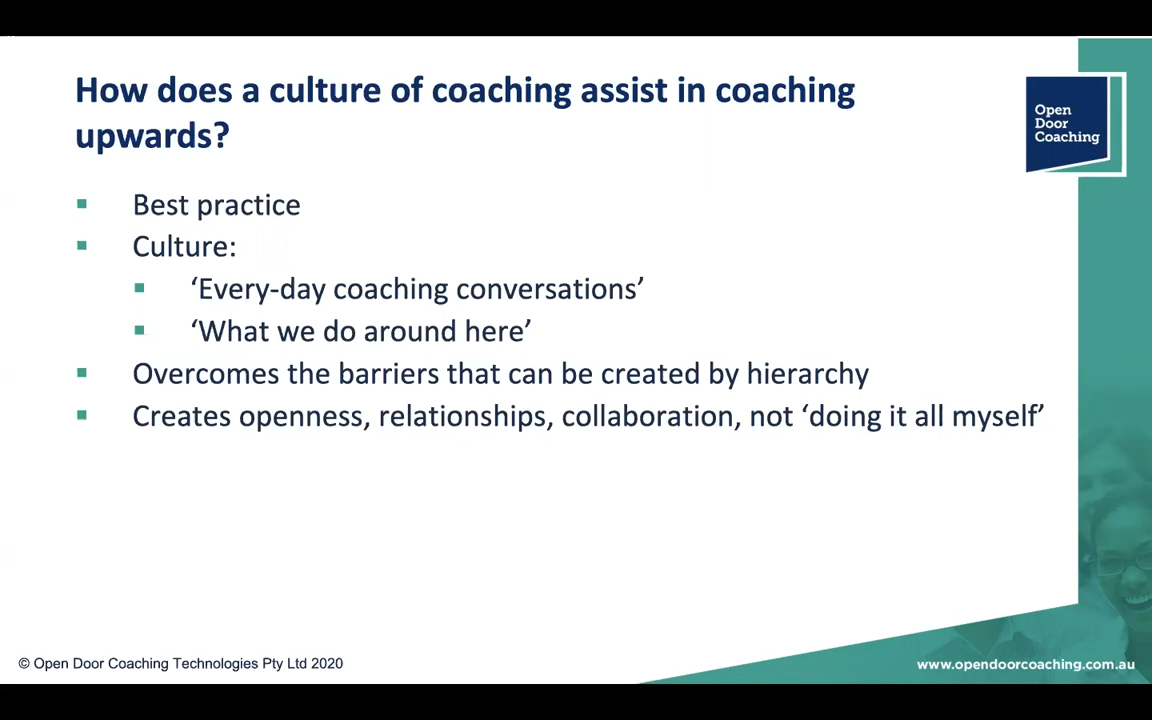 How does a culture of coaching assist in coaching
upwards?
Open
Door
Coaching
▪ Best practice
▪ Culture:
▪ ‘Every-day coaching conversations’
▪ ‘What we do around here’
▪ Overcomes the barriers that can be created by hierarchy
▪ Creates openness, relationships, collaboration, not ‘doing it all myself’
© Open Door Coaching Technologies Pty Ltd 2020
www.opendoorcoaching.com.au